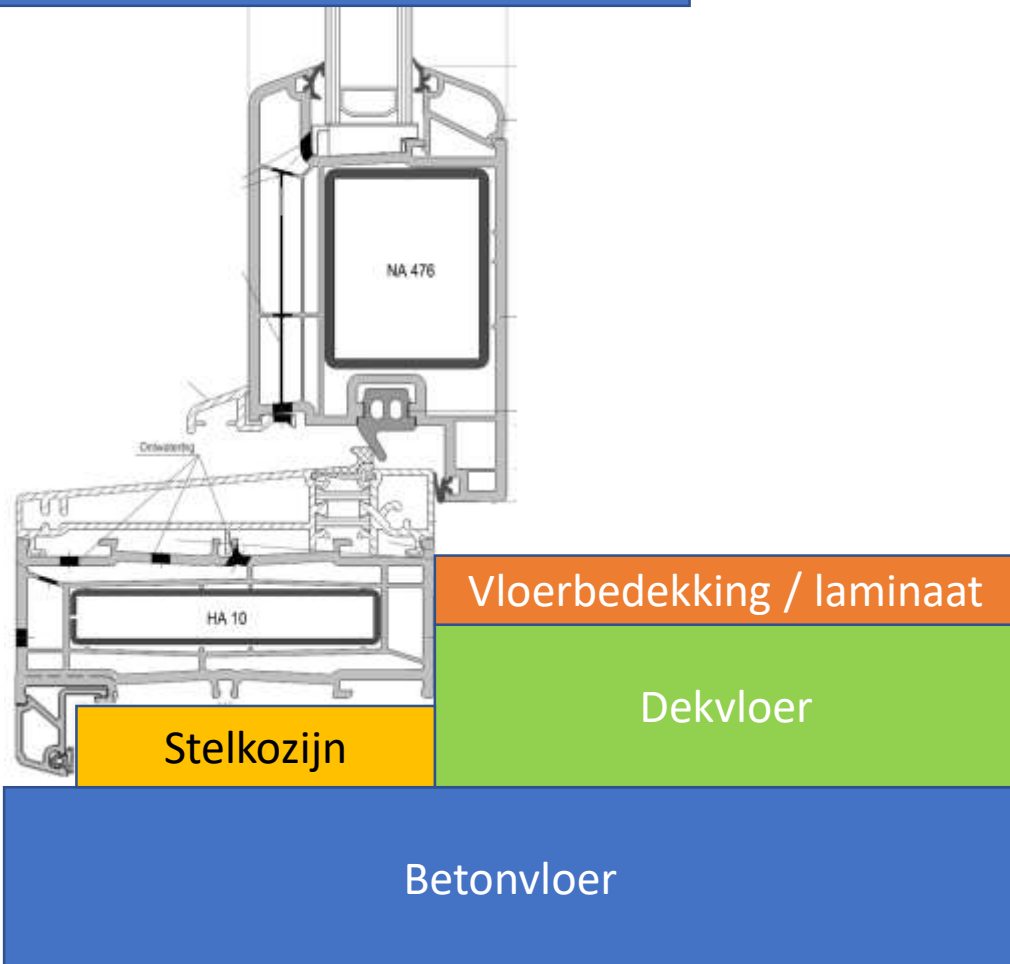 NA 476
Ontwatering
HA 10
Vloerbedekking / laminaat
Dekvloer
Stelkozijn
Betonvloer